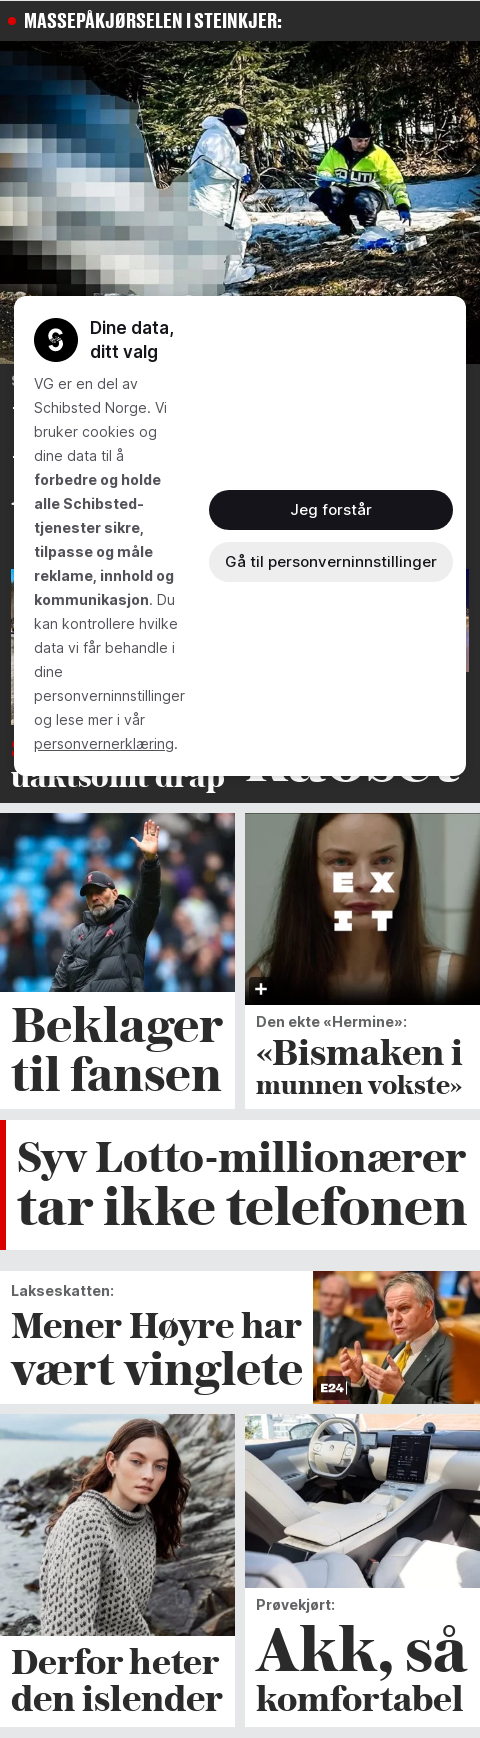 MASSEPÅKJØRSELEN I STEINKJER:
POLITI
Dine data,
ditt valg
VG er en del av
Schibsted Norge. Vi
bruker cookies og
dine data til å
forbedre og holde
alle Schibsted-
tjenester sikre,
tilpasse og måle
reklame, innhold og
kommunikasjon. Du
kan kontrollere hvilke
data vi får behandle i
dine
personverninnstillinger
og lese mer i vår
personvernerklæring.
Jeg forstår
Gå til personverninnstillinger
uaktsomt drap
Beklager
til fansen
EX
IT
Den ekte «Hermine»:
«Bismaken i
munnen vokste»
Syv Lotto-millionærer
tar ikke telefonen
Lakseskatten:
Mener Høyre har
vært vinglete
E24
Derfor heter
den islender
Prøvekjørt:
Akk, så
komfortabel